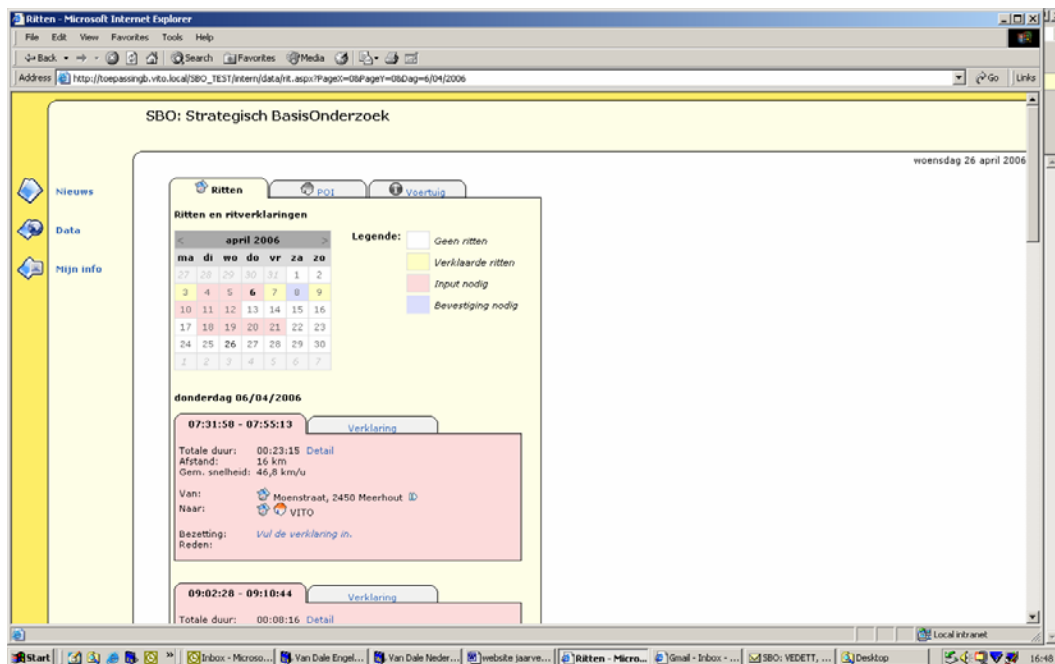 Ritten - Microsoft Internet Explorer
File Edit View Favorites Tools Help
Back Search Favorites Media
Address http://toepassingb.vito.local/SBO_TEST/intern/data/rit.aspx?PageX=0&PageY=0&Dag=6/04/2006 Go Links
SBO: Strategisch BasisOnderzoek
woensdag 26 april 2006
Nieuws
Data
Mijn info
Ritten POI Voertuig
Ritten en ritverklaringen
< april 2006 >
ma di wo do vr za zo
27 28 29 30 31 1 2
3 4 5 6 7 8 9
10 11 12 13 14 15 16
17 18 19 20 21 22 23
24 25 26 27 28 29 30
1 2 3 4 5 6 7
Legende: Geen ritten
Verklaarde ritten
Input nodig
Bevestiging nodig
donderdag 06/04/2006
07:31:58 - 07:55:13 Verklaring
Totale duur: 00:23:15 Detail
Afstand: 16 km
Gem. snelheid: 46,8 km/u
Van: Moenstraat, 2450 Meerhout
Naar: VITO
Bezetting: Vul de verklaring in.
Reden:
09:02:28 - 09:10:44 Verklaring
Totale duur: 00:08:16 Detail
Local intranet
Start Inbox - Microso... Van Dale Engel... Van Dale Neder... website jaarve... Ritten - Micro... Gmail - Inbox - ... SBO: VEDETT, ... Desktop 16:48